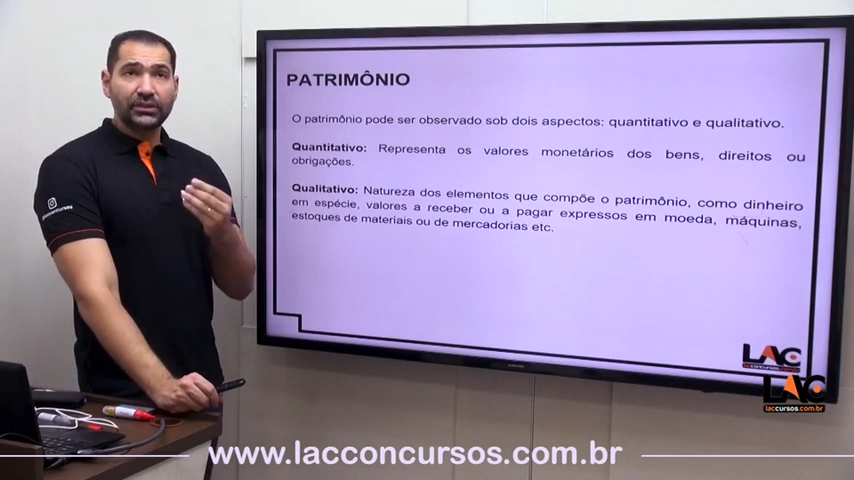 PATRIMÔNIO
O patrimônio pode ser observado sob dois aspectos: quantitativo e qualitativo.
Quantitativo: Representa os valores monetários dos bens, direitos ou
obrigações.
Qualitativo: Natureza dos elementos que compõe o patrimônio, como dinheiro
em espécie, valores a receber ou a pagar expressos em moeda, máquinas,
estoques de materiais ou de mercadorias etc.
LAC
LAC
laccursos.com.br
www.lacconcursos.com.br